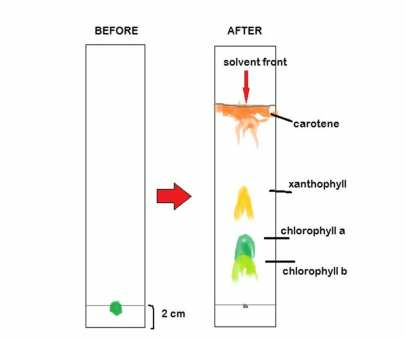 BEFORE
AFTER
solvent front
carotene
xanthophyll
chlorophyll a
chlorophyll b
2 cm